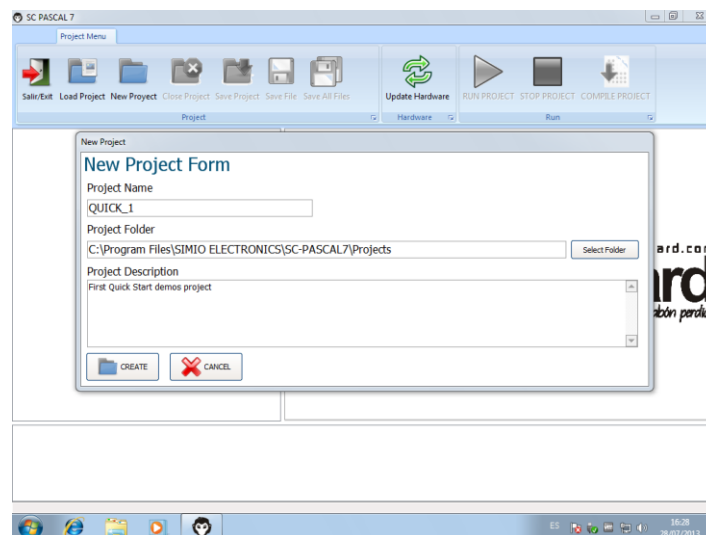 SC PASCAL 7
Project Menu
Salir/Exit Load Project New Proyect Close Project Save Project Save File Save All Files Update Hardware RUN PROJECT STOP PROJECT COMPILE PROJECT
Project Hardware Run
New Project
New Project Form
Project Name
QUICK_1
Project Folder
C:\Program Files\SIMIO ELECTRONICS\SC-PASCAL7\Projects Select Folder
Project Description
First Quick Start demos project
CREATE CANCEL
ES 16:28
28/07/2013